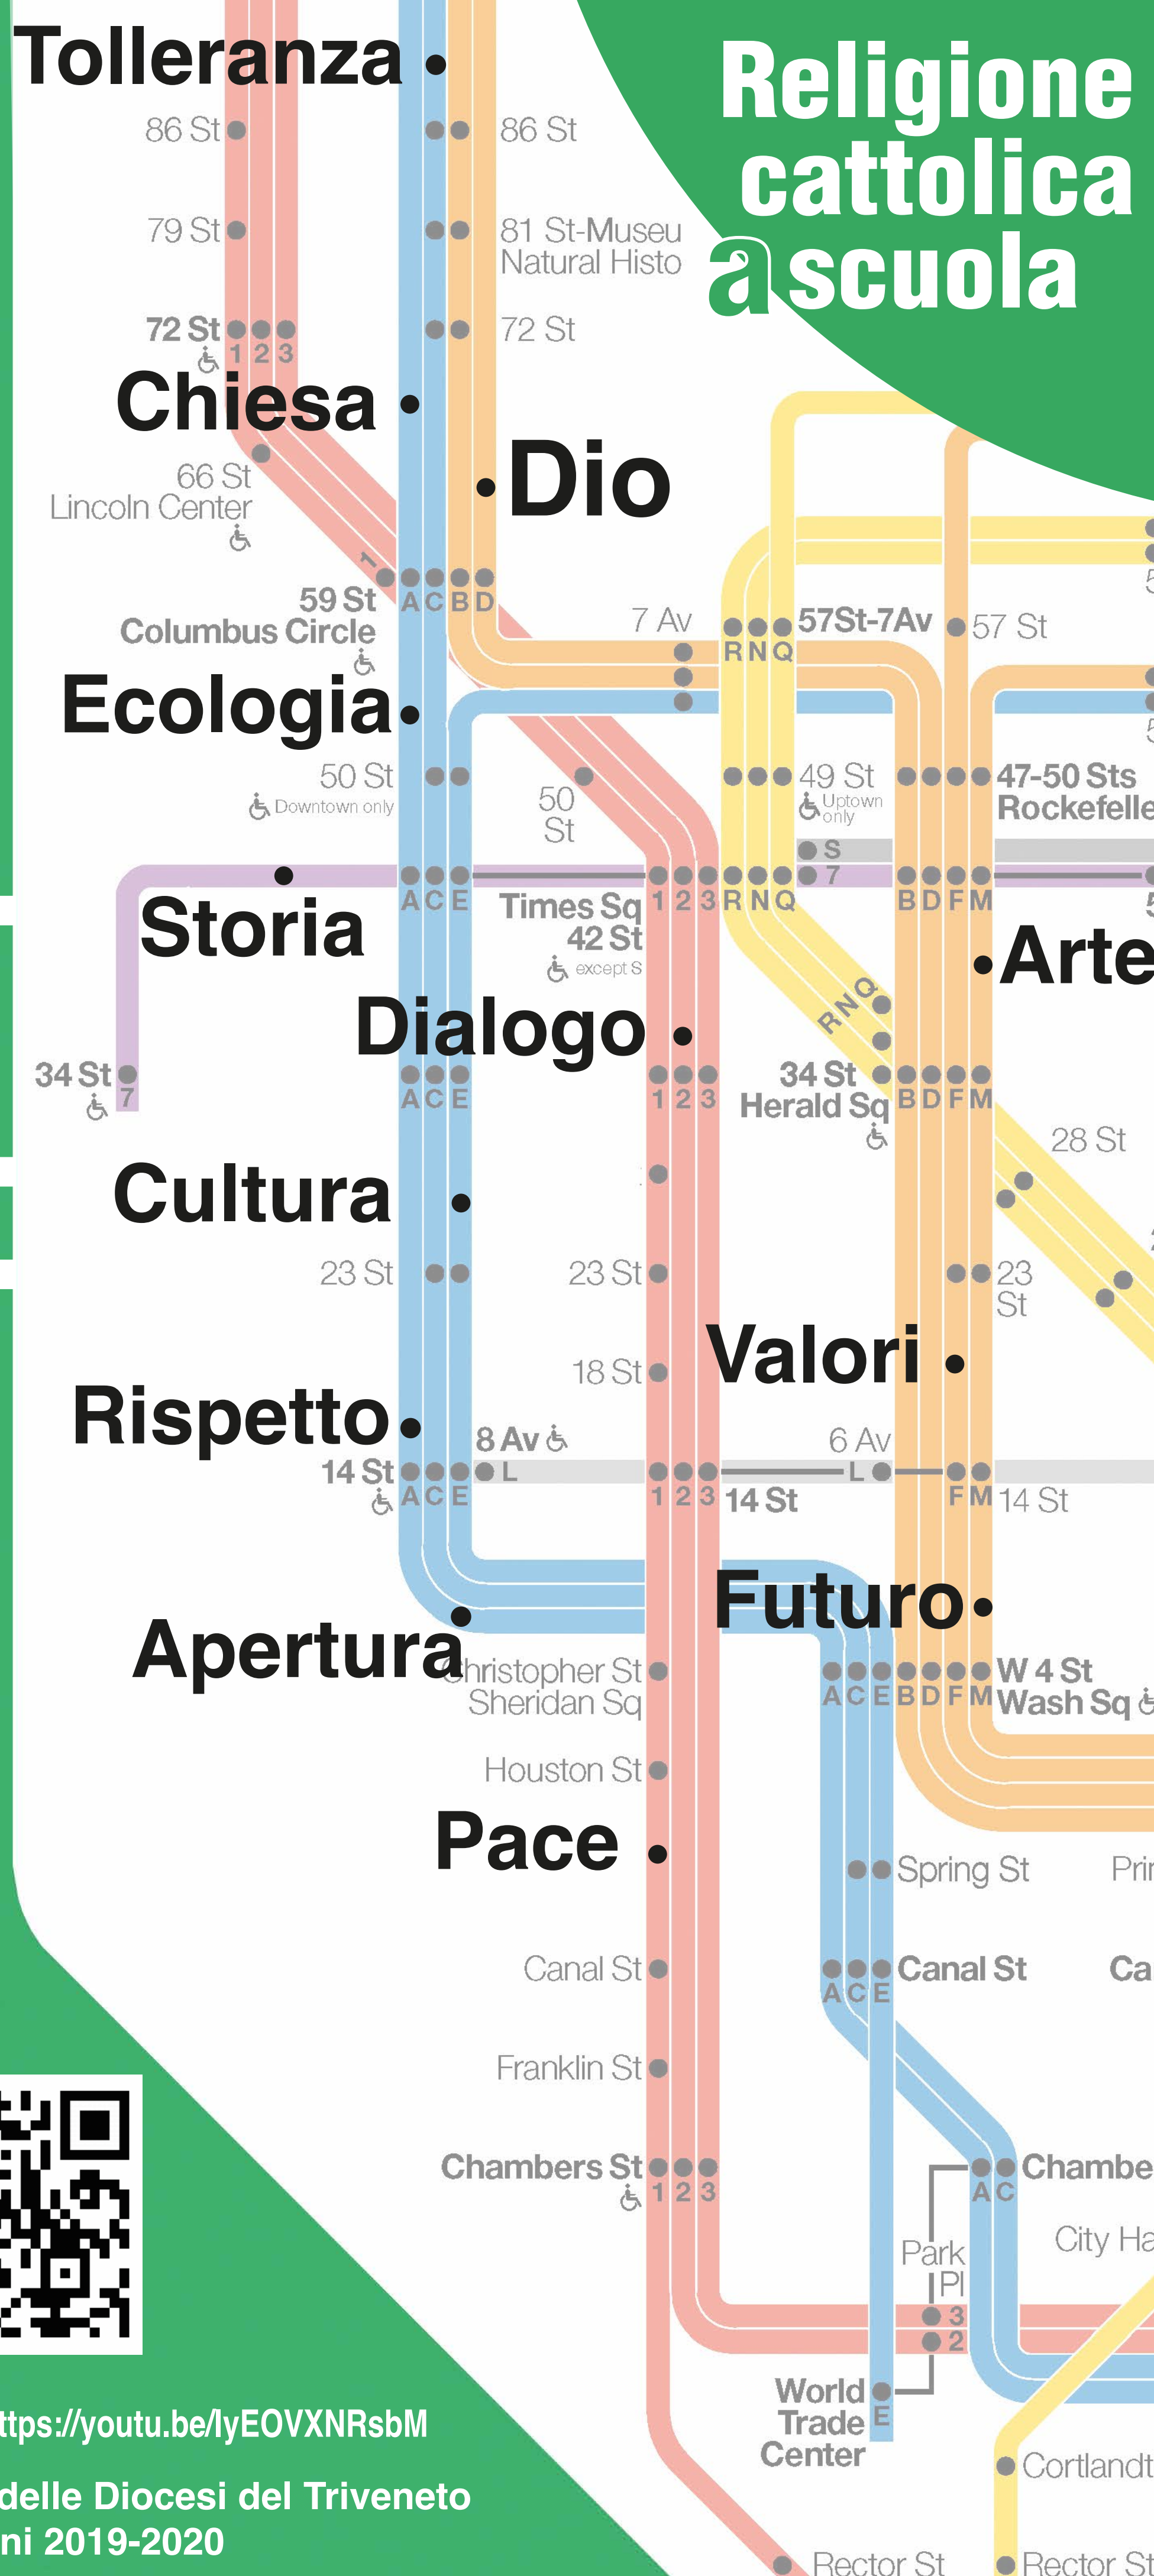 Religione
cattolica
a scuola
Tolleranza
86 St
86 St
79 St
81 St-Museu
Natural Histo
72 St
1 2 3
72 St
Chiesa
Dio
66 St
Lincoln Center
1
59 St
Columbus Circle
A C B D
7 Av
57St-7Av
R N Q
57 St
Ecologia
50 St
Downtown only
50
St
49 St
Uptown
only
47-50 Sts
Rockefelle
S
7
A C E
Times Sq
42 St
except S
1 2 3 R N Q
B D F M
Storia
Arte
R N Q
Dialogo
34 St
7
A C E
1 2 3
34 St
Herald Sq
B D F M
28 St
Cultura
23 St
23 St
23
St
Valori
18 St
Rispetto
8 Av
6 Av
14 St
A C E
L
1 2 3
14 St
L
F M
14 St
Futuro
Apertura
Christopher St
Sheridan Sq
A C E B D F M
W 4 St
Wash Sq
Houston St
Pace
Spring St
Prin
Canal St
A C E
Canal St
Ca
Franklin St
Chambers St
1 2 3
A C
Chambe
City Ha
Park
Pl
3
2
World
Trade
Center
E
ttps://youtu.be/IyEOVXNRsbM
Cortlandt
delle Diocesi del Triveneto
ni 2019-2020
Rector St
Rector St